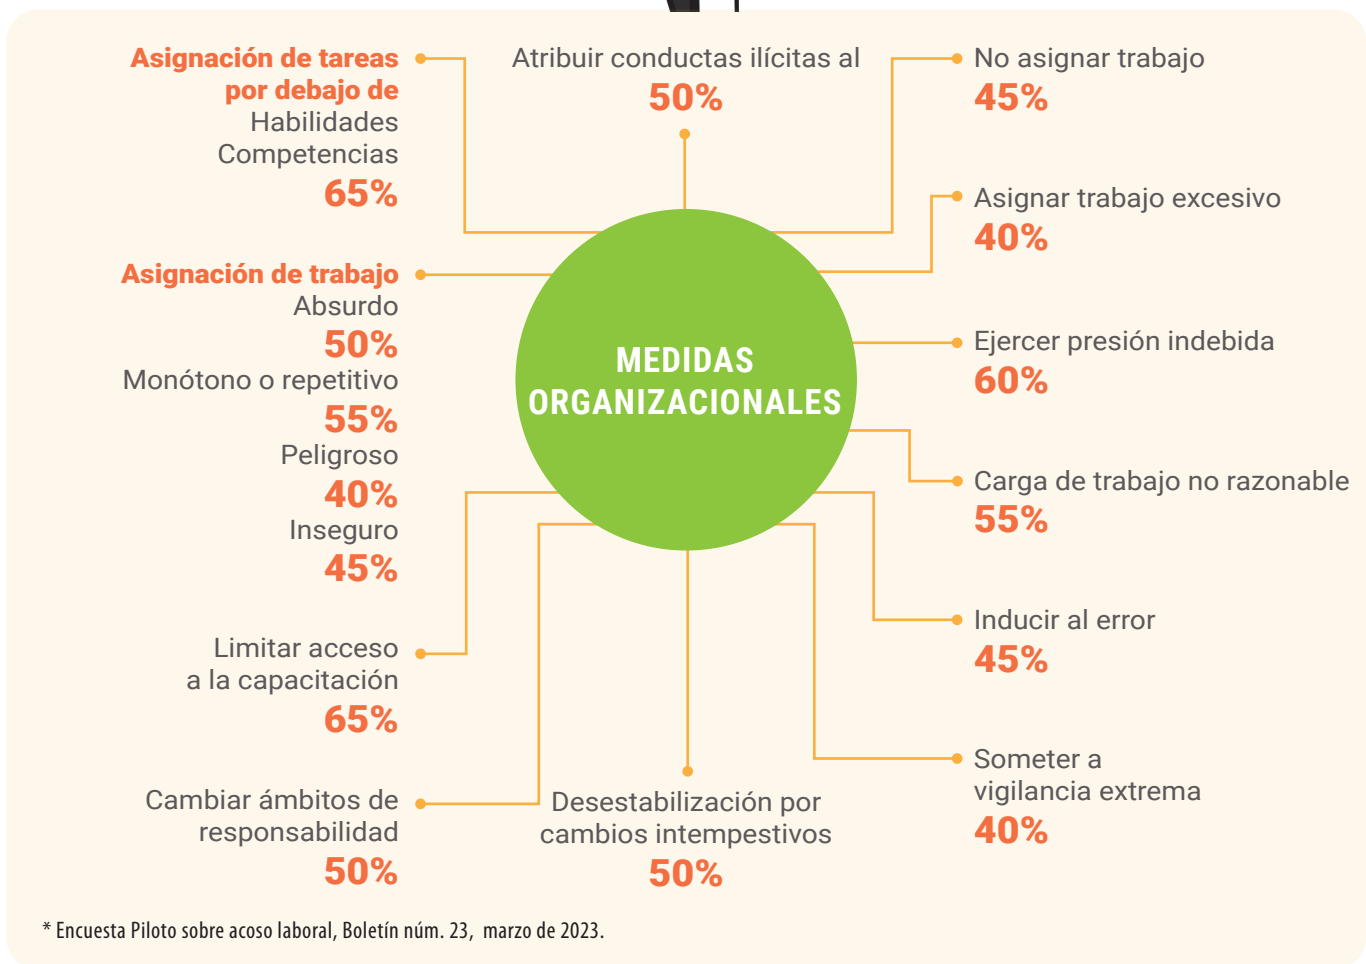 Asignación de tareas
por debajo de
Habilidades
Competencias
65%
Asignación de trabajo
Absurdo
50%
Monótono o repetitivo
55%
Peligroso
40%
Inseguro
45%
Limitar acceso
a la capacitación
65%
Cambiar ámbitos de
responsabilidad
50%
Atribuir conductas ilícitas al
50%
MEDIDAS
ORGANIZACIONALES
Desestabilización por
cambios intempestivos
50%
No asignar trabajo
45%
Asignar trabajo excesivo
40%
Ejercer presión indebida
60%
Carga de trabajo no razonable
55%
Inducir al error
45%
Someter a
vigilancia extrema
40%
* Encuesta Piloto sobre acoso laboral, Boletín núm. 23, marzo de 2023.